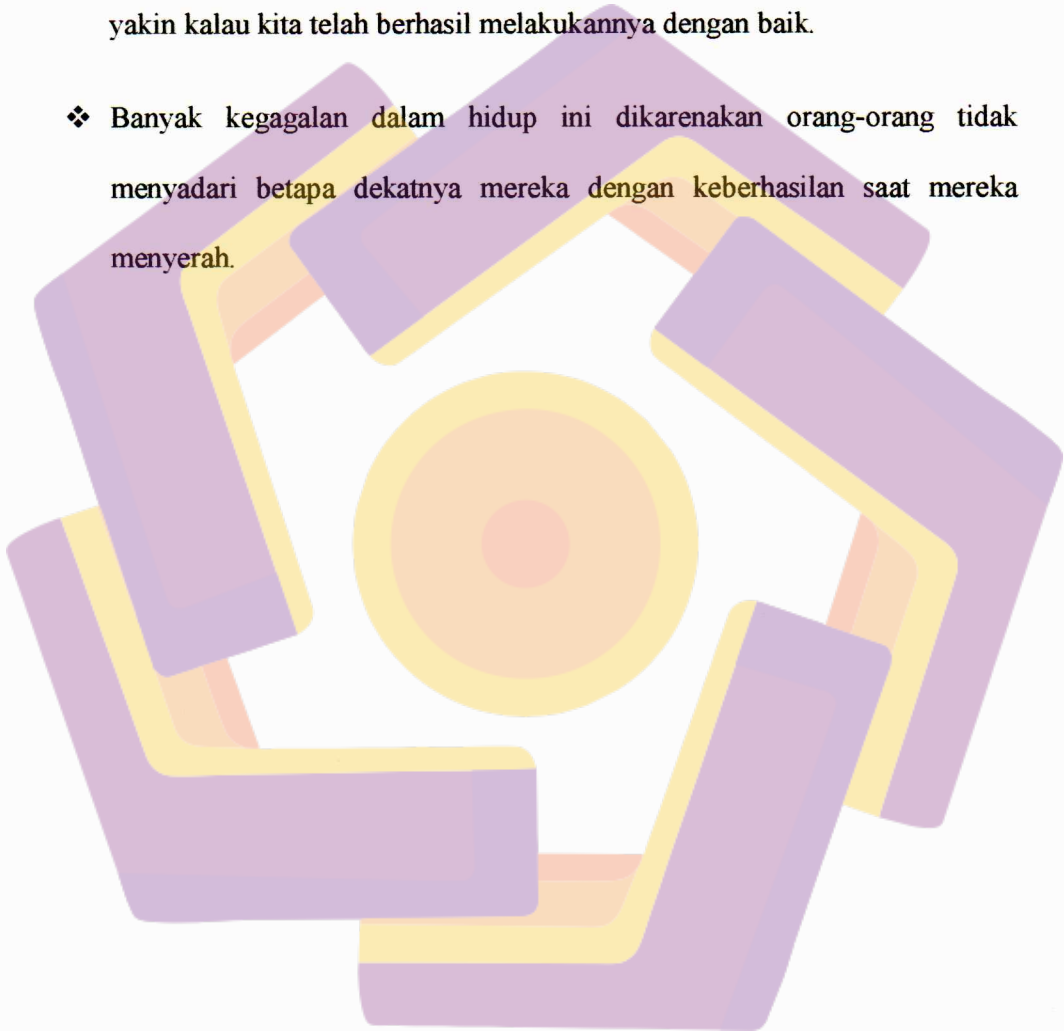 yakin kalau kita telah berhasil melakukannya dengan baik.
❖ Banyak kegagalan dalam hidup ini dikarenakan orang-orang tidak
menyadari betapa dekatnya mereka dengan keberhasilan saat mereka
menyerah.